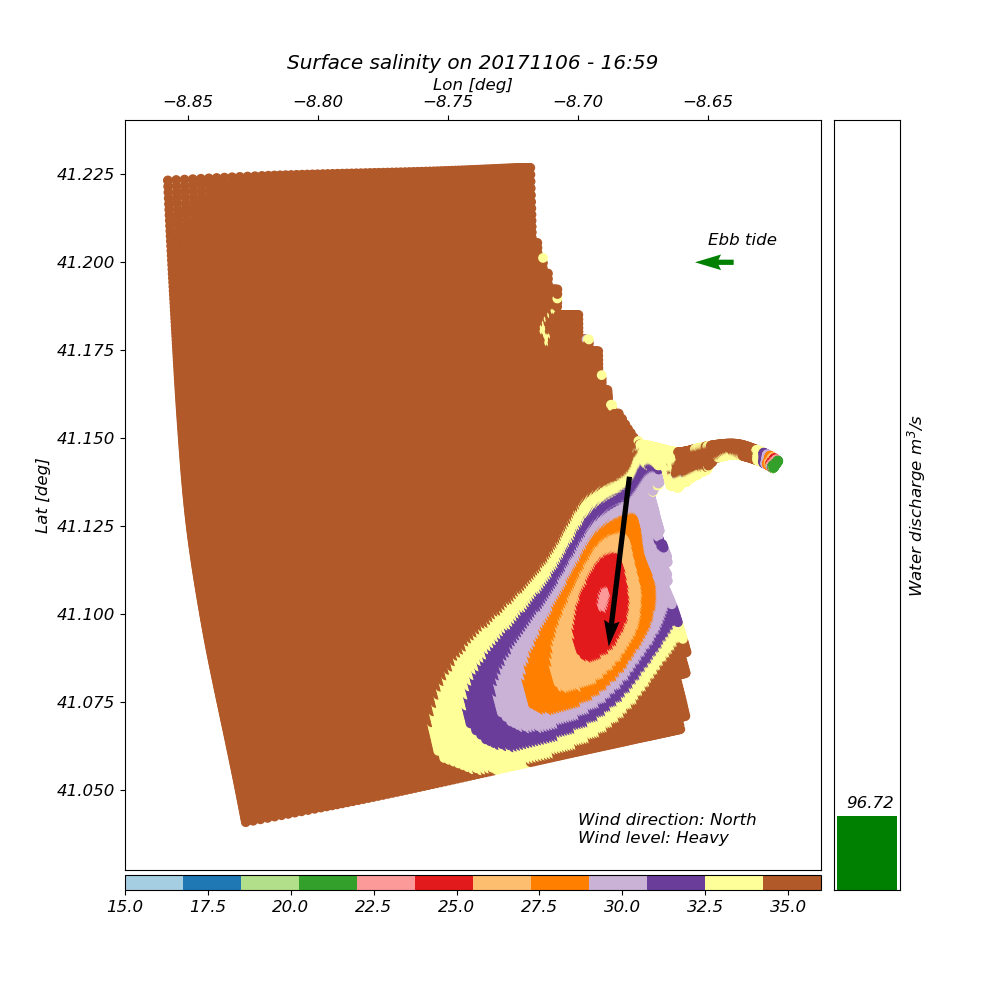 Surface salinity on 20171106 - 16:59
Lon [deg]
−8.85 −8.80 −8.75 −8.70 −8.65
41.225
41.200
41.175
41.150
41.125
41.100
41.075
41.050
Lat [deg]
Ebb tide
Water discharge m³/s
96.72
Wind direction: North
Wind level: Heavy
15.0 17.5 20.0 22.5 25.0 27.5 30.0 32.5 35.0